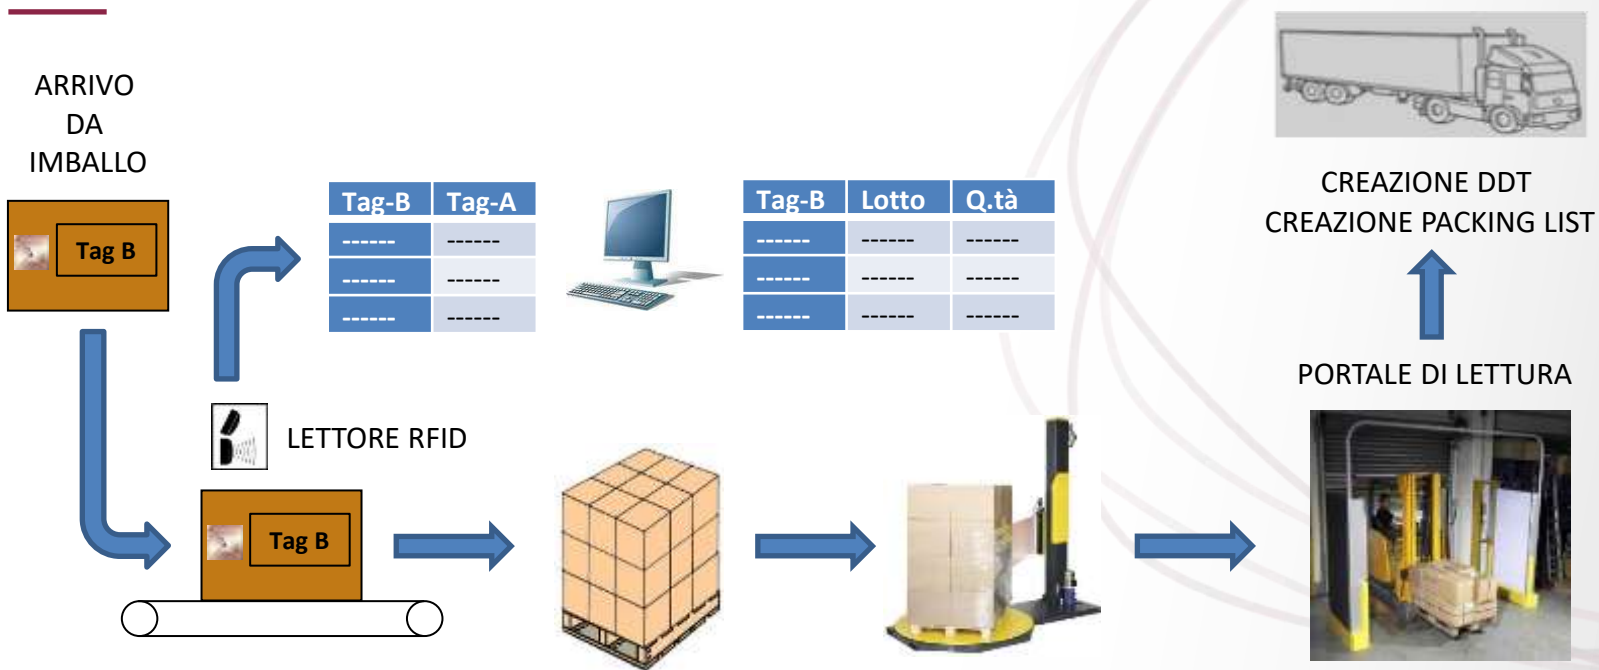 ARRIVO
DA
IMBALLO
Tag B
Tag-B Tag-A
------ ------
------ ------
------ ------
Tag-B Lotto Q.tà
------ ------ ------
------ ------ ------
------ ------ ------
CREAZIONE DDT
CREAZIONE PACKING LIST
PORTALE DI LETTURA
LETTORE RFID
Tag B